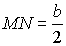 MN = b/2